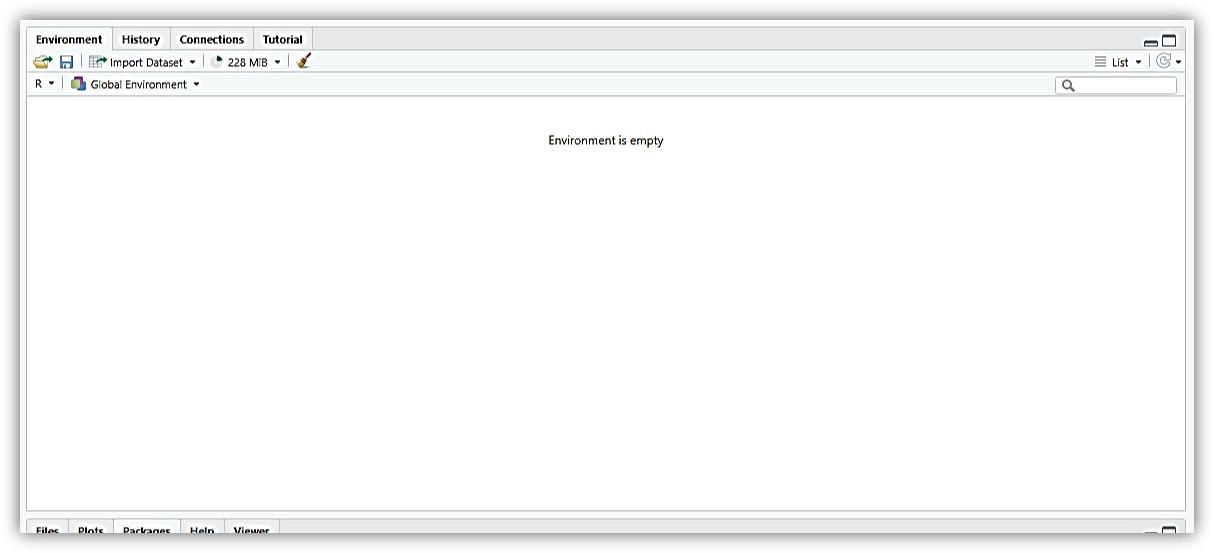 Environment History Connections Tutorial
Import Dataset 228 MiB List
R Global Environment
Environment is empty
Files Plots Packages Help Viewer